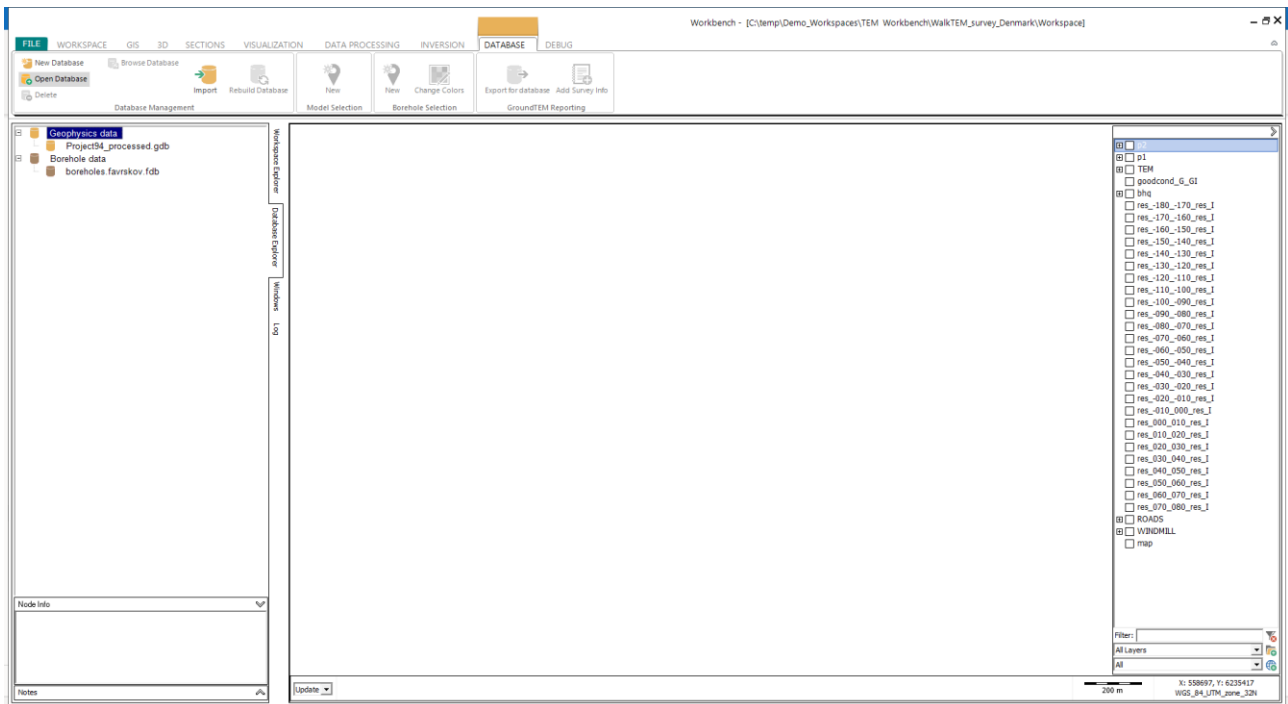 Workbench - [C:\temp\Demo_Workspaces\TEM Workbench\WalkTEM_survey_Denmark\Workspace]
FILE WORKSPACE GIS 3D SECTIONS VISUALIZATION DATA PROCESSING INVERSION DATABASE DEBUG
New Database Browse Database
Open Database
Delete
Import Rebuild Database New New Change Colors Export for database Add Survey Info
Database Management Model Selection Borehole Selection GroundTEM Reporting
Geophysics data
Project94_processed.gdb
Borehole data
boreholes.favrskov.fdb
Workspace Explorer
Database Explorer
Windows
Log
p2
p1
TEM
goodcond_G_GI
bhq
res_-180_-170_res_I
res_-170_-160_res_I
res_-160_-150_res_I
res_-150_-140_res_I
res_-140_-130_res_I
res_-130_-120_res_I
res_-120_-110_res_I
res_-110_-100_res_I
res_-100_-090_res_I
res_-090_-080_res_I
res_-080_-070_res_I
res_-070_-060_res_I
res_-060_-050_res_I
res_-050_-040_res_I
res_-040_-030_res_I
res_-030_-020_res_I
res_-020_-010_res_I
res_-010_000_res_I
res_000_010_res_I
res_010_020_res_I
res_020_030_res_I
res_030_040_res_I
res_040_050_res_I
res_050_060_res_I
res_060_070_res_I
res_070_080_res_I
ROADS
WINDMILL
map
Node Info
Notes
Filter:
All Layers
All
Update
200 m
X: 558697, Y: 6235417
WGS_84_UTM_zone_32N